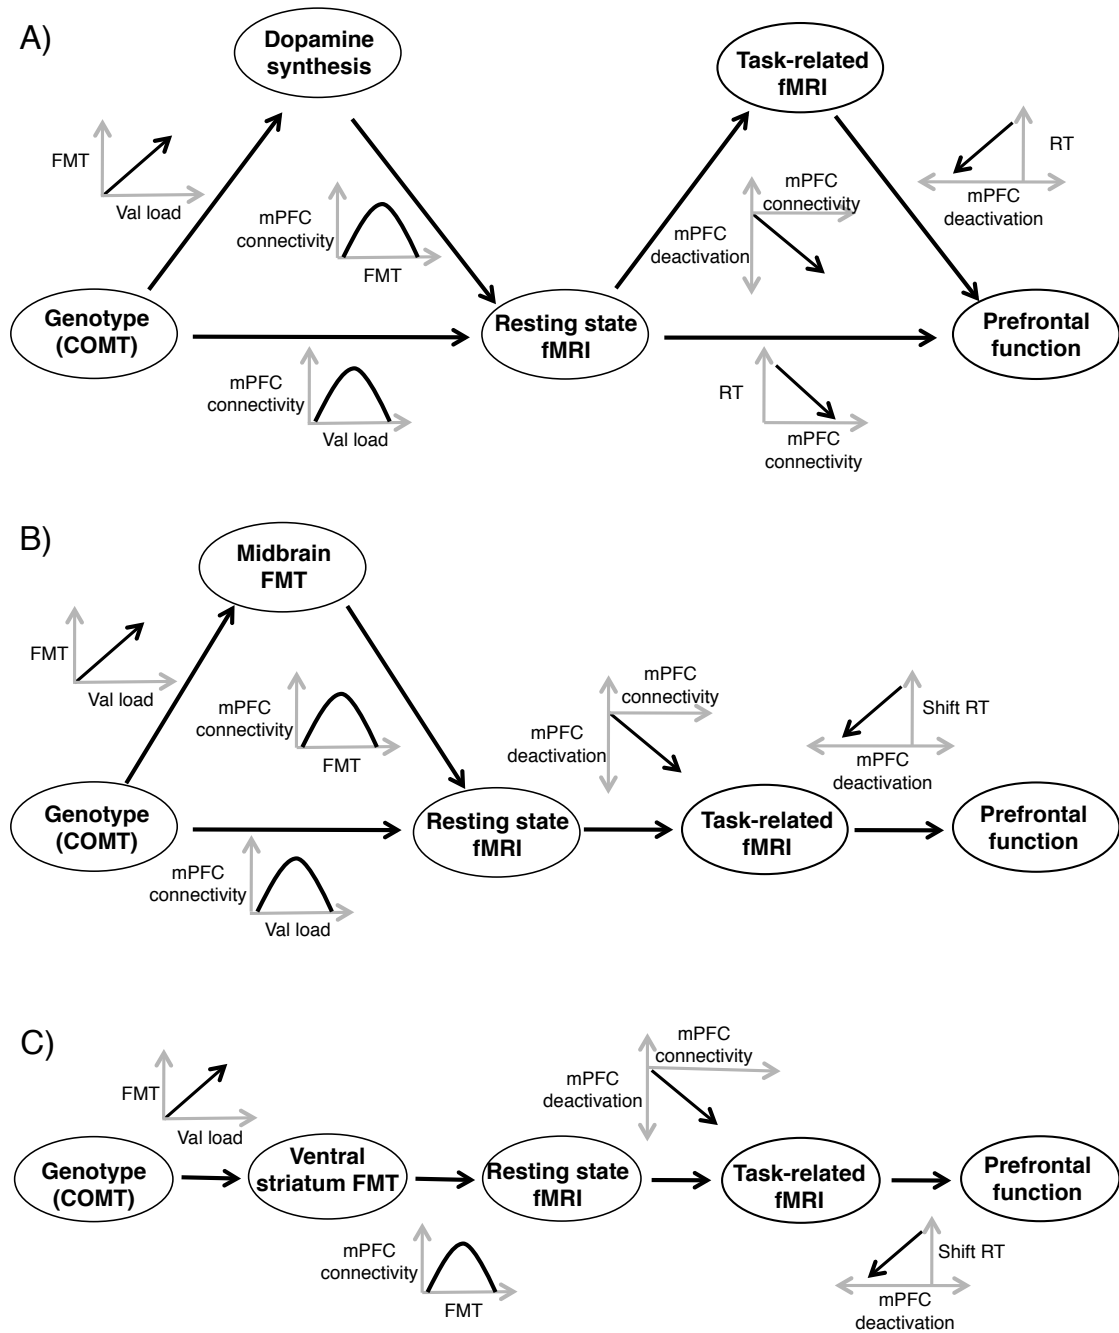 A)
Dopamine
synthesis
Task-related
fMRI
FMT
Val load
mPFC
connectivity
FMT
mPFC
connectivity
mPFC
deactivation
RT
mPFC
deactivation
Genotype
(COMT)
Resting state
fMRI
Prefrontal
function
mPFC
connectivity
Val load
RT
mPFC
connectivity
B)
Midbrain
FMT
FMT
Val load
mPFC
connectivity
FMT
mPFC
connectivity
mPFC
deactivation
Shift RT
mPFC
deactivation
Genotype
(COMT)
Resting state
fMRI
Task-related
fMRI
Prefrontal
function
mPFC
connectivity
Val load
C)
FMT
Val load
mPFC
connectivity
mPFC
deactivation
Genotype
(COMT)
Ventral
striatum FMT
Resting state
fMRI
Task-related
fMRI
Prefrontal
function
mPFC
connectivity
FMT
Shift RT
mPFC
deactivation